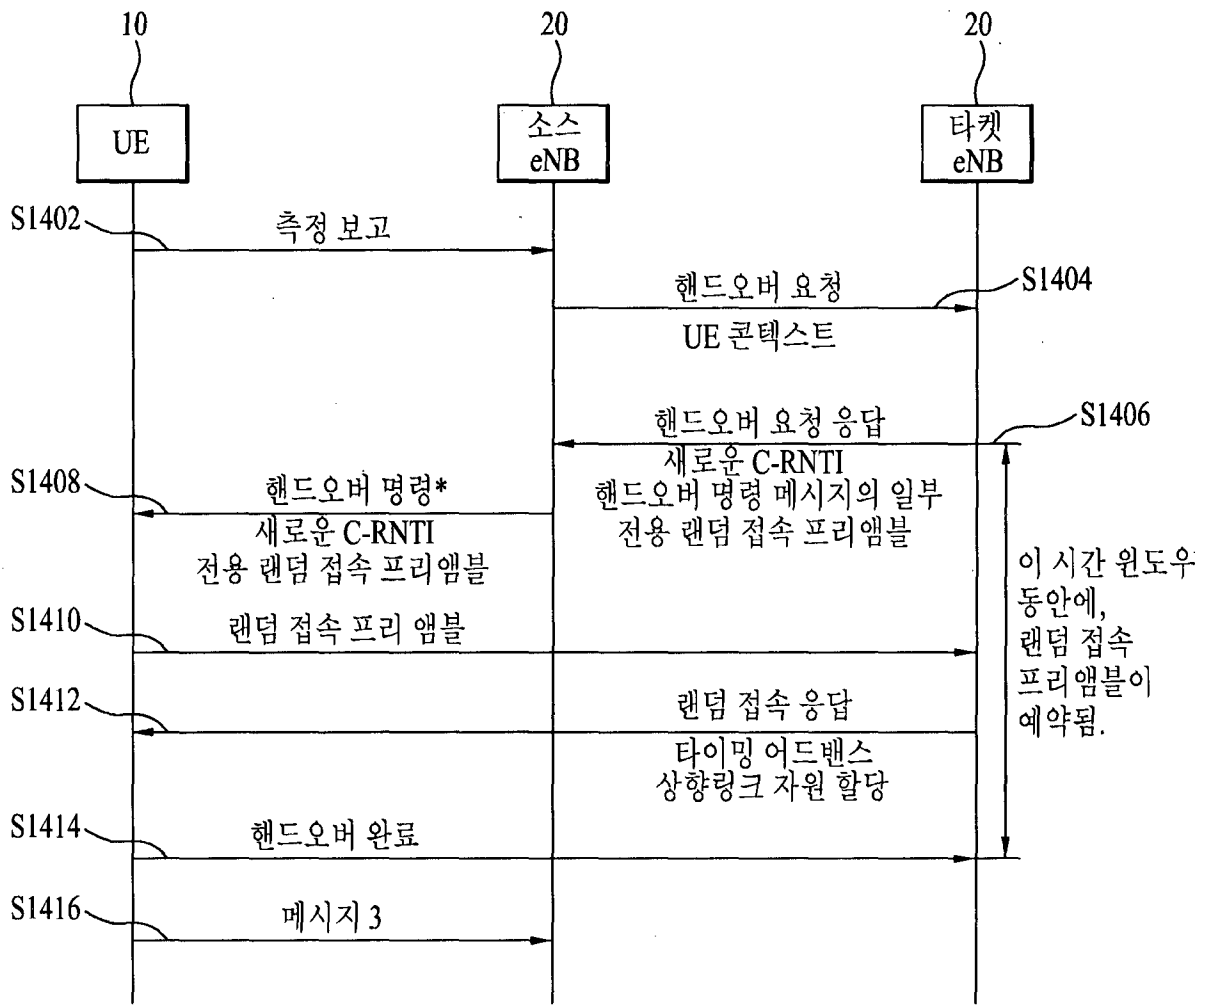 10
20
20
UE
소스
eNB
타켓
eNB
S1402
측정 보고
핸드오버 요청
S1404
UE 콘텍스트
핸드오버 요청 응답
S1406
새로운 C-RNTI
핸드오버 명령 메시지의 일부
전용 랜덤 접속 프리앰블
S1408
핸드오버 명령*
새로운 C-RNTI
전용 랜덤 접속 프리앰블
이 시간 윈도우
동안에,
랜덤 접속
프리앰블이
예약됨.
S1410
랜덤 접속 프리 앰블
S1412
랜덤 접속 응답
타이밍 어드밴스
상향링크 자원 할당
S1414
핸드오버 완료
S1416
메시지 3